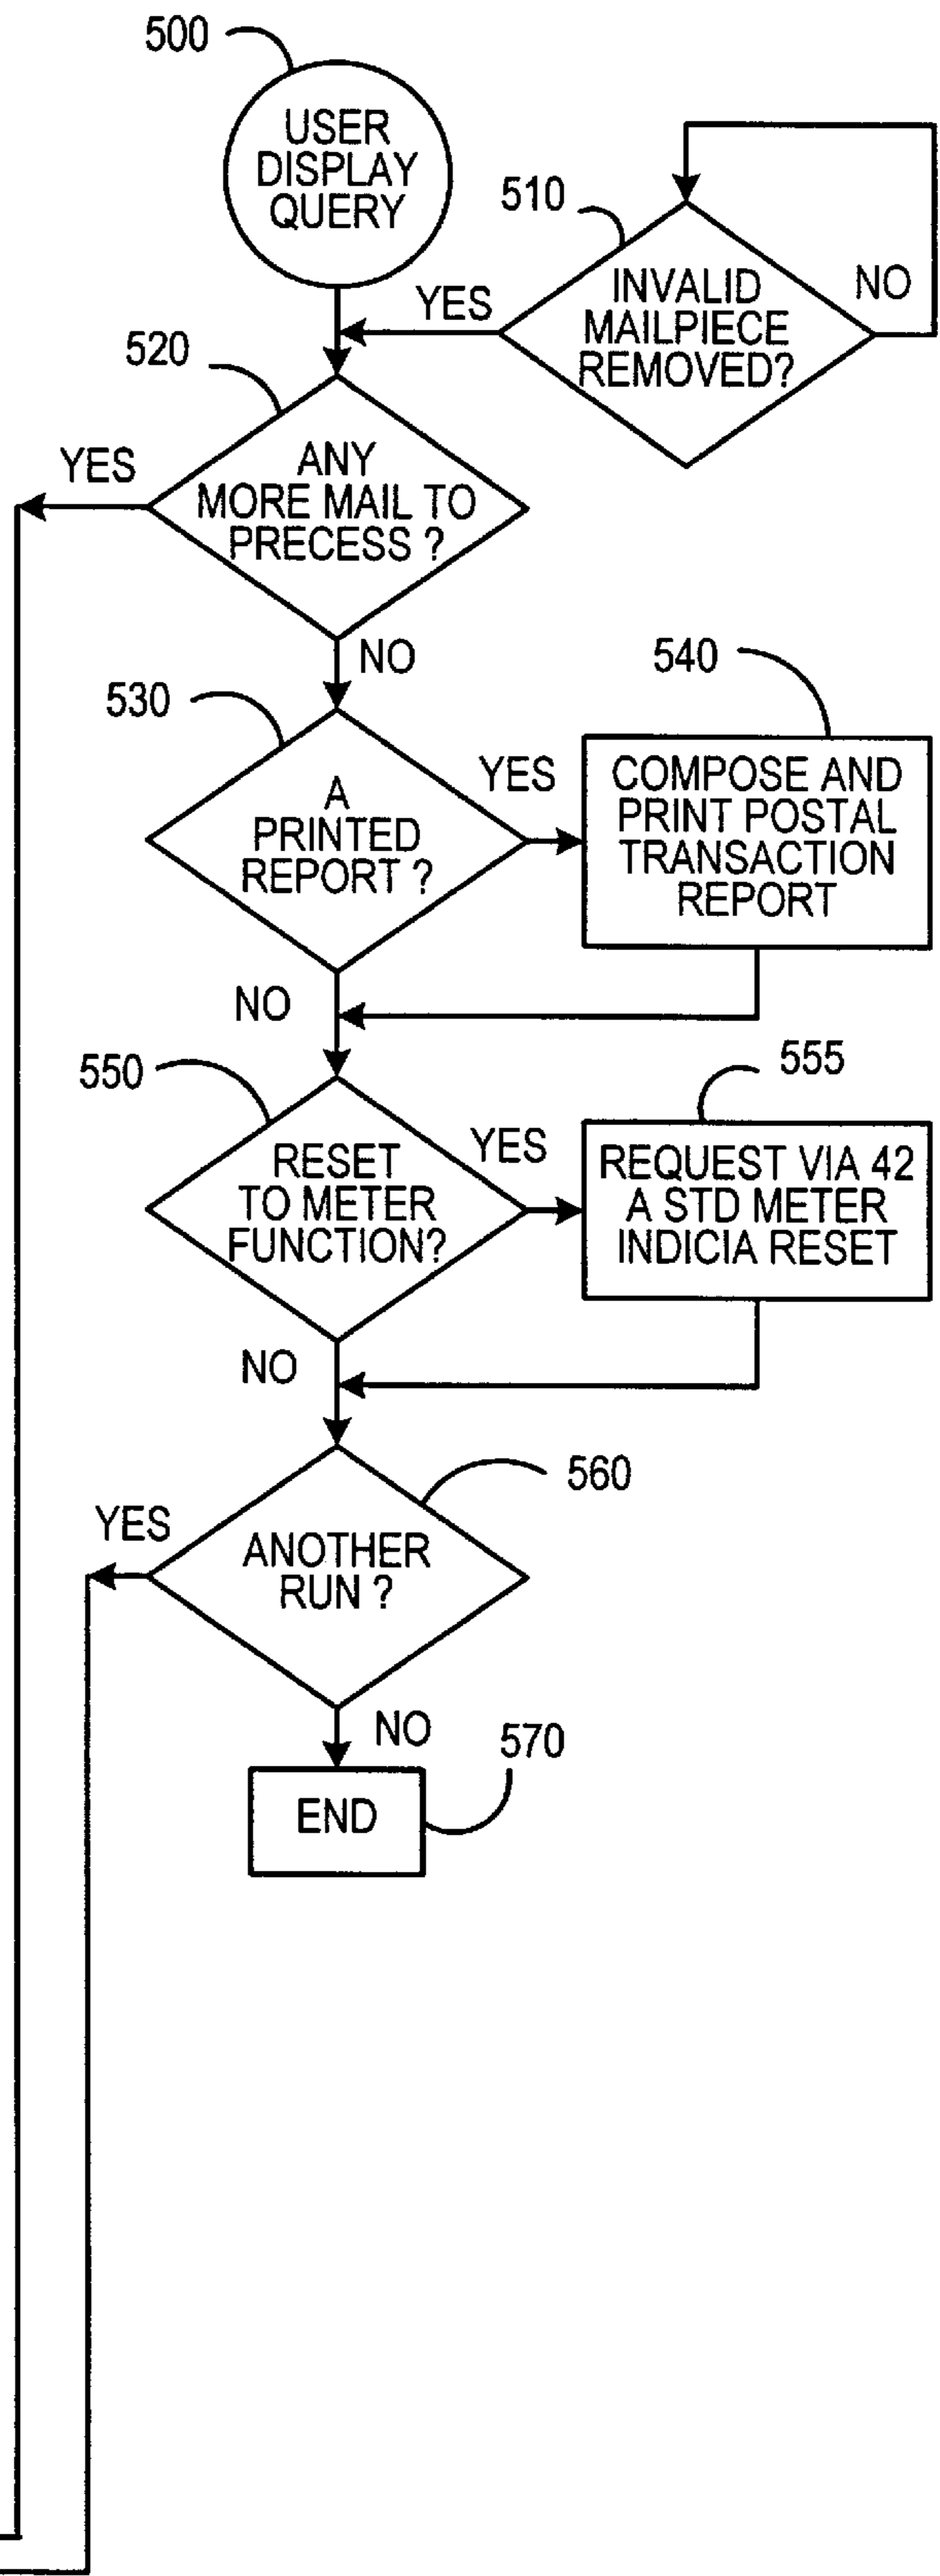 500
USER
DISPLAY
QUERY
510
INVALID
MAILPIECE
REMOVED?
NO
YES
520
ANY
MORE MAIL TO
PRECESS ?
YES
NO
530
A
PRINTED
REPORT ?
YES
540
COMPOSE AND
PRINT POSTAL
TRANSACTION
REPORT
NO
550
RESET
TO METER
FUNCTION?
YES
555
REQUEST VIA 42
A STD METER
INDICIA RESET
NO
560
ANOTHER
RUN ?
YES
NO
570
END